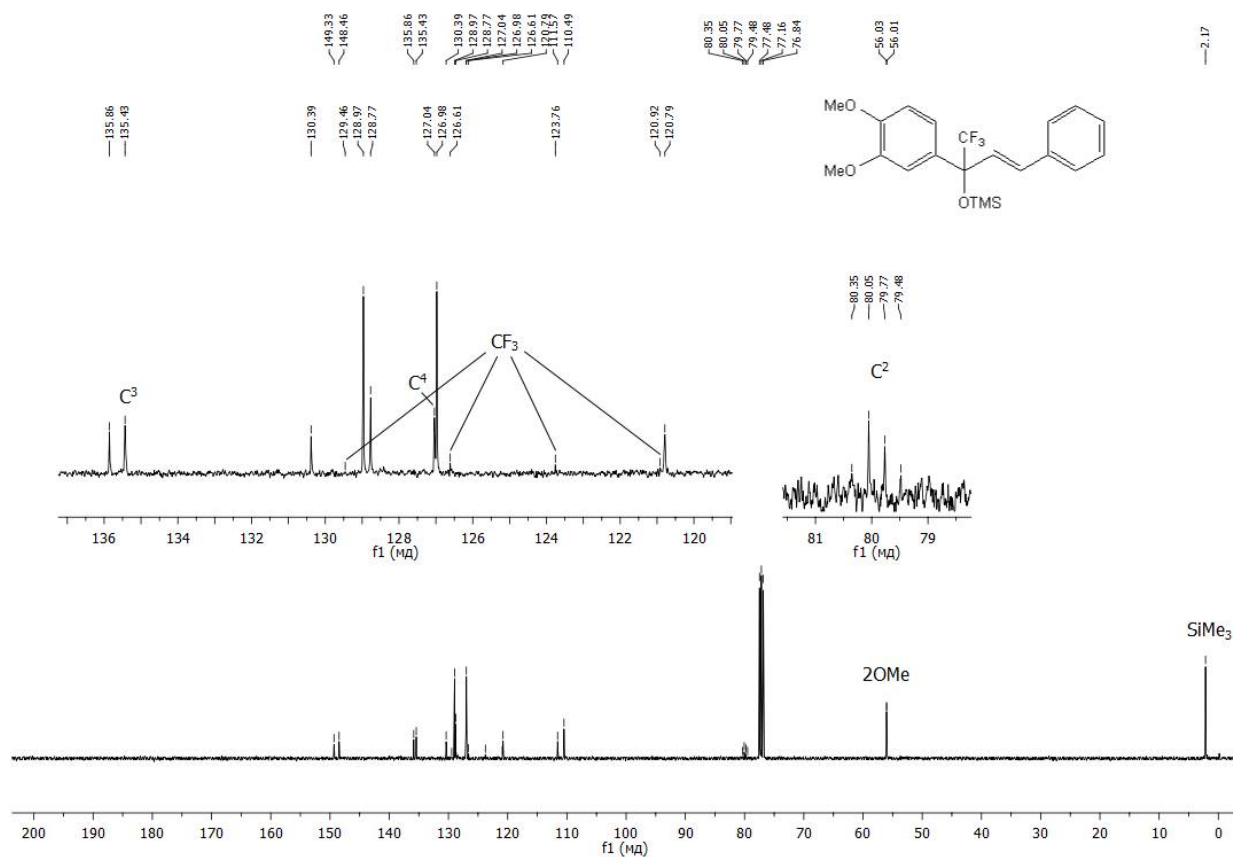 149.33
148.46
135.86
135.43
130.39
128.97
128.77
127.04
126.98
126.61
120.79
111.57
110.49
80.35
80.05
79.77
79.48
77.48
77.16
76.84
56.03
56.01
2.17
135.86
135.43
130.39
129.46
128.97
128.77
127.04
126.98
126.61
123.76
120.92
120.79
MeO
MeO
CF3
OTMS
80.35
80.05
79.77
79.48
CF3
C3
C4
C2
136 134 132 130 128 126 124 122 120
f1 (мд)
81 80 79
f1 (мд)
2OMe
SiMe3
200 190 180 170 160 150 140 130 120 110 100 90 80 70 60 50 40 30 20 10 0
f1 (мд)